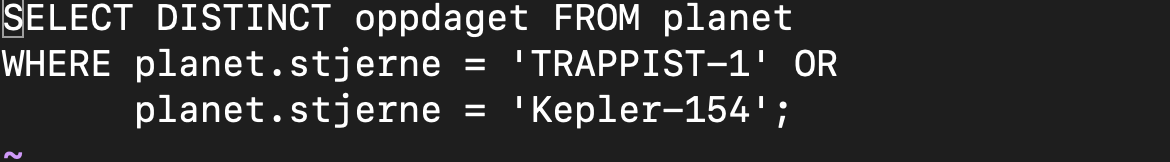 SELECT DISTINCT oppdaget FROM planet
WHERE planet.stjerne = 'TRAPPIST-1' OR
      planet.stjerne = 'Kepler-154';
~